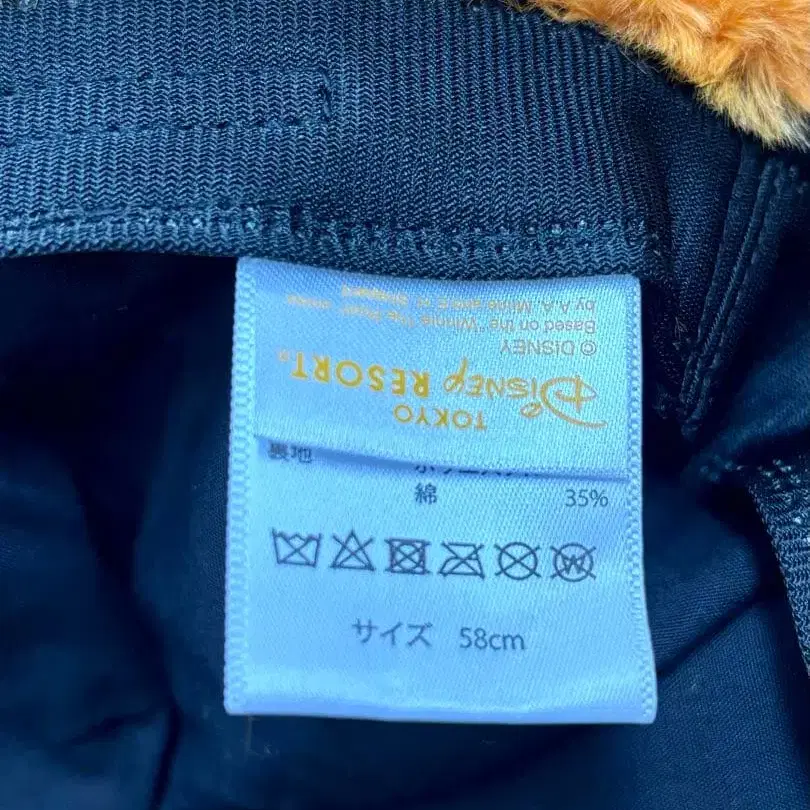 TOKYO
Disney RESORT®
© DISNEY
Based on the "Winnie the Pooh" works
by A.A. Milne and E.H. Shepard
裏地
綿 35%
サイズ 58cm